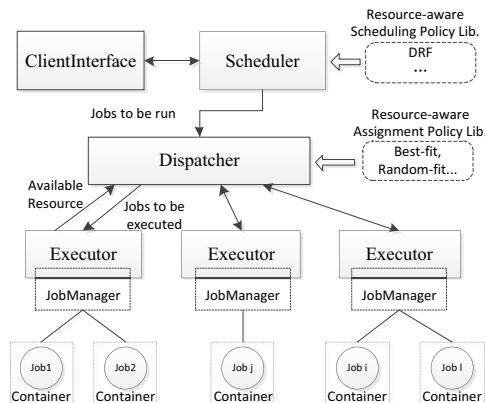 Resource-aware
Scheduling Policy Lib.
DRF
...
ClientInterface
Scheduler
Jobs to be run
Resource-aware
Assignment Policy Lib.
Best-fit,
Random-fit...
Dispatcher
Available
Resource
Jobs to be
executed
Executor
Executor
Executor
JobManager
JobManager
JobManager
Job1
Job2
Job j
Job i
Job l
Container
Container
Container
Container
Container